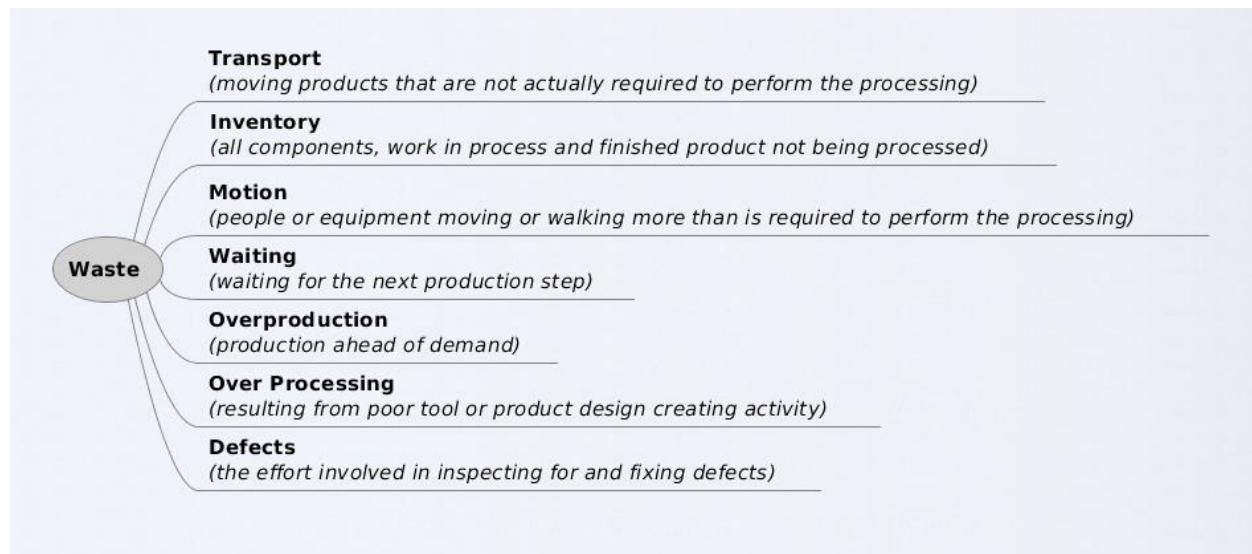 Transport
(moving products that are not actually required to perform the processing)
Inventory
(all components, work in process and finished product not being processed)
Motion
(people or equipment moving or walking more than is required to perform the processing)
Waste
Waiting
(waiting for the next production step)
Overproduction
(production ahead of demand)
Over Processing
(resulting from poor tool or product design creating activity)
Defects
(the effort involved in inspecting for and fixing defects)